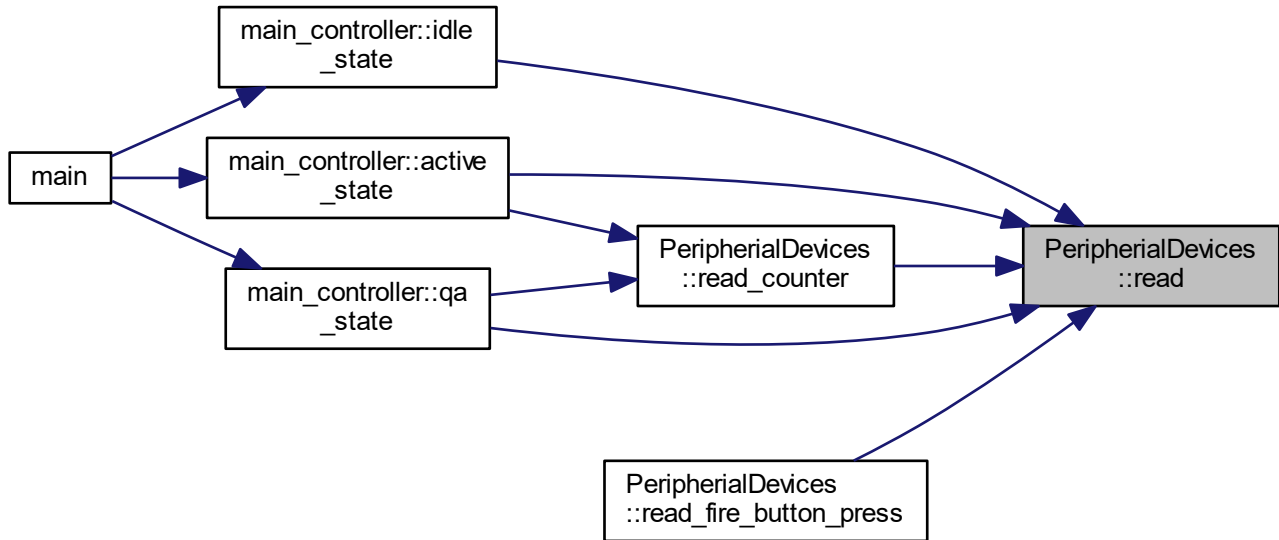 main_controller::idle
_state
main
main_controller::active
_state
main_controller::qa
_state
PeripherialDevices
::read_counter
PeripherialDevices
::read
PeripherialDevices
::read_fire_button_press